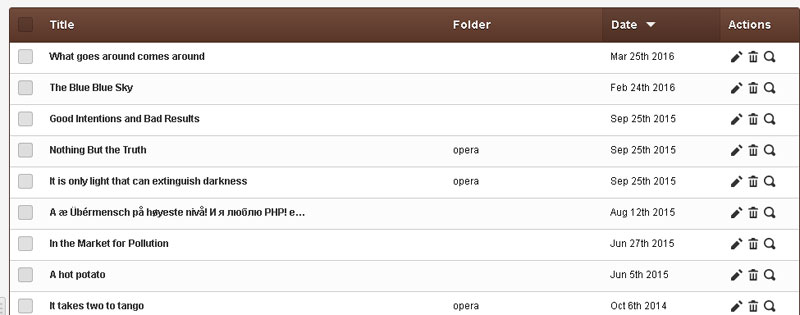 Title Folder Date Actions
What goes around comes around Mar 25th 2016
The Blue Blue Sky Feb 24th 2016
Good Intentions and Bad Results Sep 25th 2015
Nothing But the Truth opera Sep 25th 2015
It is only light that can extinguish darkness opera Sep 25th 2015
A æ Übérmensch på høyeste nivå! И я люблю PHP! e... Aug 12th 2015
In the Market for Pollution Jun 27th 2015
A hot potato Jun 5th 2015
It takes two to tango opera Oct 6th 2014